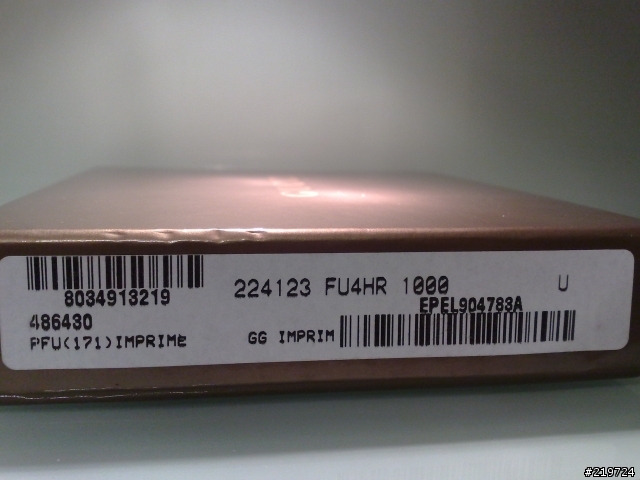 8034913219
224123 FU4HR 1000 U
EPEL904783A
486430
PFU(171)IMPRIME
GG IMPRIM
#219724